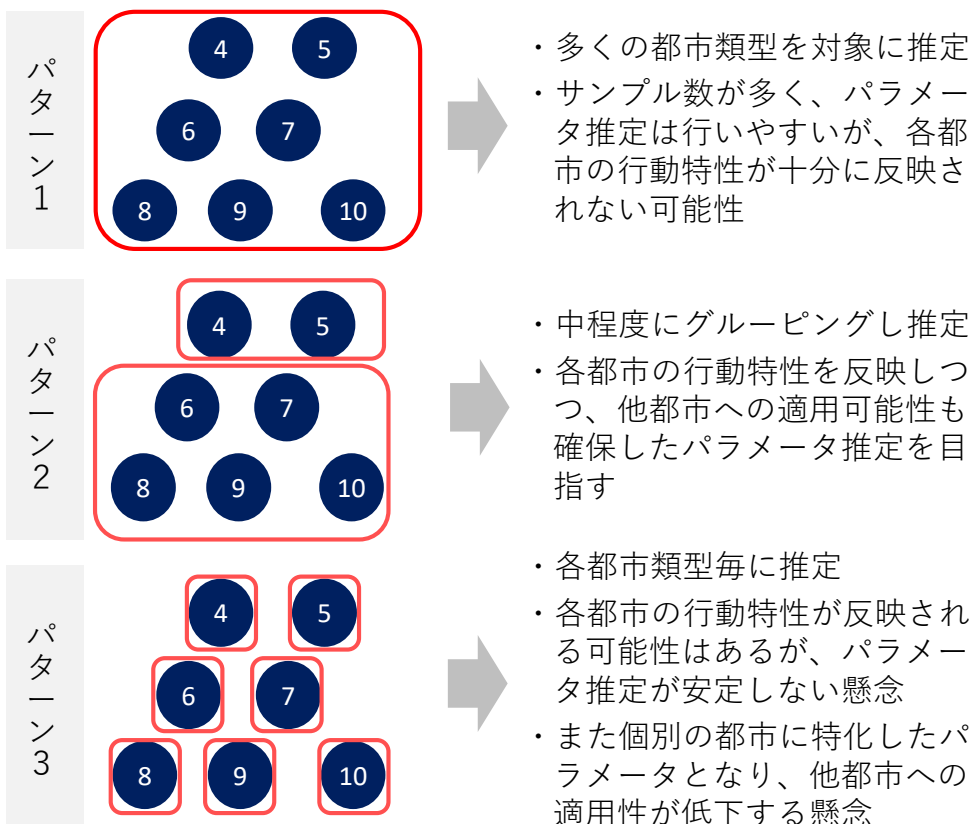 パターン1
4 5
6 7
8 9 10
・多くの都市類型を対象に推定
・サンプル数が多く、パラメー
タ推定は行いやすいが、各都
市の行動特性が十分に反映さ
れない可能性
パターン2
4 5
6 7
8 9 10
・中程度にグルーピングし推定
・各都市の行動特性を反映しつ
つ、他都市への適用可能性も
確保したパラメータ推定を目
指す
パターン3
4 5
6 7
8 9 10
・各都市類型毎に推定
・各都市の行動特性が反映され
る可能性はあるが、パラメー
タ推定が安定しない懸念
・また個別の都市に特化したパ
ラメータとなり、他都市への
適用性が低下する懸念